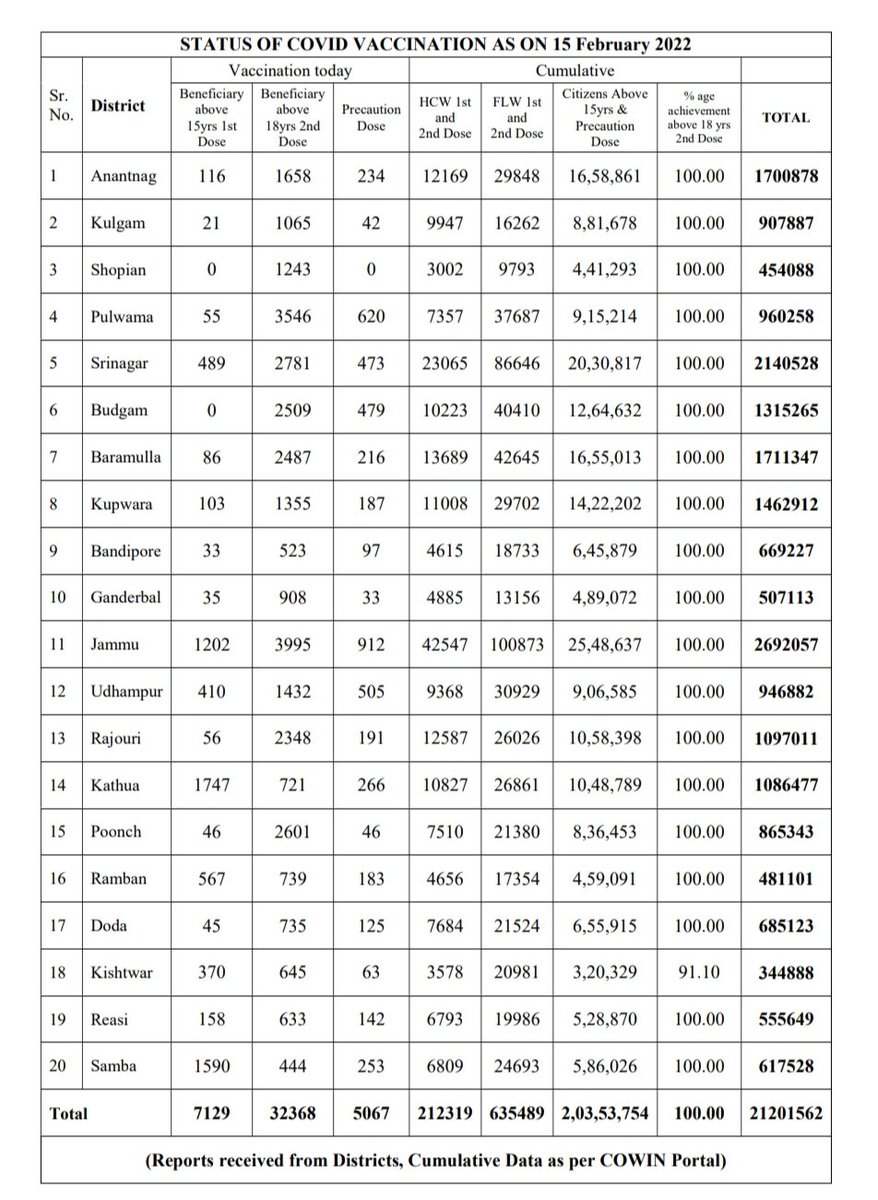 STATUS OF COVID VACCINATION AS ON 15 February 2022
Sr. No. District Vaccination today Cumulative
Beneficiary above 15yrs 1st Dose Beneficiary above 18yrs 2nd Dose Precaution Dose HCW 1st and 2nd Dose FLW 1st and 2nd Dose Citizens Above 15yrs & Precaution Dose % age achievement above 18 yrs 2nd Dose TOTAL
1 Anantnag 116 1658 234 12169 29848 16,58,861 100.00 1700878
2 Kulgam 21 1065 42 9947 16262 8,81,678 100.00 907887
3 Shopian 0 1243 0 3002 9793 4,41,293 100.00 454088
4 Pulwama 55 3546 620 7357 37687 9,15,214 100.00 960258
5 Srinagar 489 2781 473 23065 86646 20,30,817 100.00 2140528
6 Budgam 0 2509 479 10223 40410 12,64,632 100.00 1315265
7 Baramulla 86 2487 216 13689 42645 16,55,013 100.00 1711347
8 Kupwara 103 1355 187 11008 29702 14,22,202 100.00 1462912
9 Bandipore 33 523 97 4615 18733 6,45,879 100.00 669227
10 Ganderbal 35 908 33 4885 13156 4,89,072 100.00 507113
11 Jammu 1202 3995 912 42547 100873 25,48,637 100.00 2692057
12 Udhampur 410 1432 505 9368 30929 9,06,585 100.00 946882
13 Rajouri 56 2348 191 12587 26026 10,58,398 100.00 1097011
14 Kathua 1747 721 266 10827 26861 10,48,789 100.00 1086477
15 Poonch 46 2601 46 7510 21380 8,36,453 100.00 865343
16 Ramban 567 739 183 4656 17354 4,59,091 100.00 481101
17 Doda 45 735 125 7684 21524 6,55,915 100.00 685123
18 Kishtwar 370 645 63 3578 20981 3,20,329 91.10 344888
19 Reasi 158 633 142 6793 19986 5,28,870 100.00 555649
20 Samba 1590 444 253 6809 24693 5,86,026 100.00 617528
Total 7129 32368 5067 212319 635489 2,03,53,754 100.00 21201562
(Reports received from Districts, Cumulative Data as per COWIN Portal)